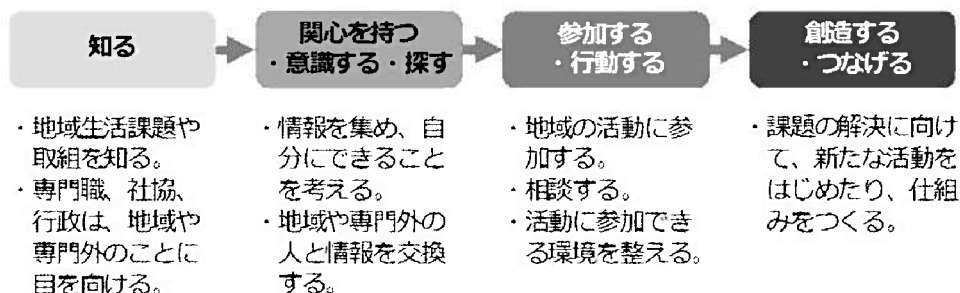 知る
関心を持つ
・意識する・探す
参加する
・行動する
創造する
・つなげる
・地域生活課題や
取組を知る。
・専門職、社協、
行政は、地域や
専門外のことに
目を向ける。
・情報を集め、自
分にできること
を考える。
・地域や専門外の
人と情報を交換
する。
・地域の活動に参
加する。
・相談する。
・活動に参加でき
る環境を整える。
・課題の解決に向け
て、新たな活動を
はじめたり、仕組
みをつくる。